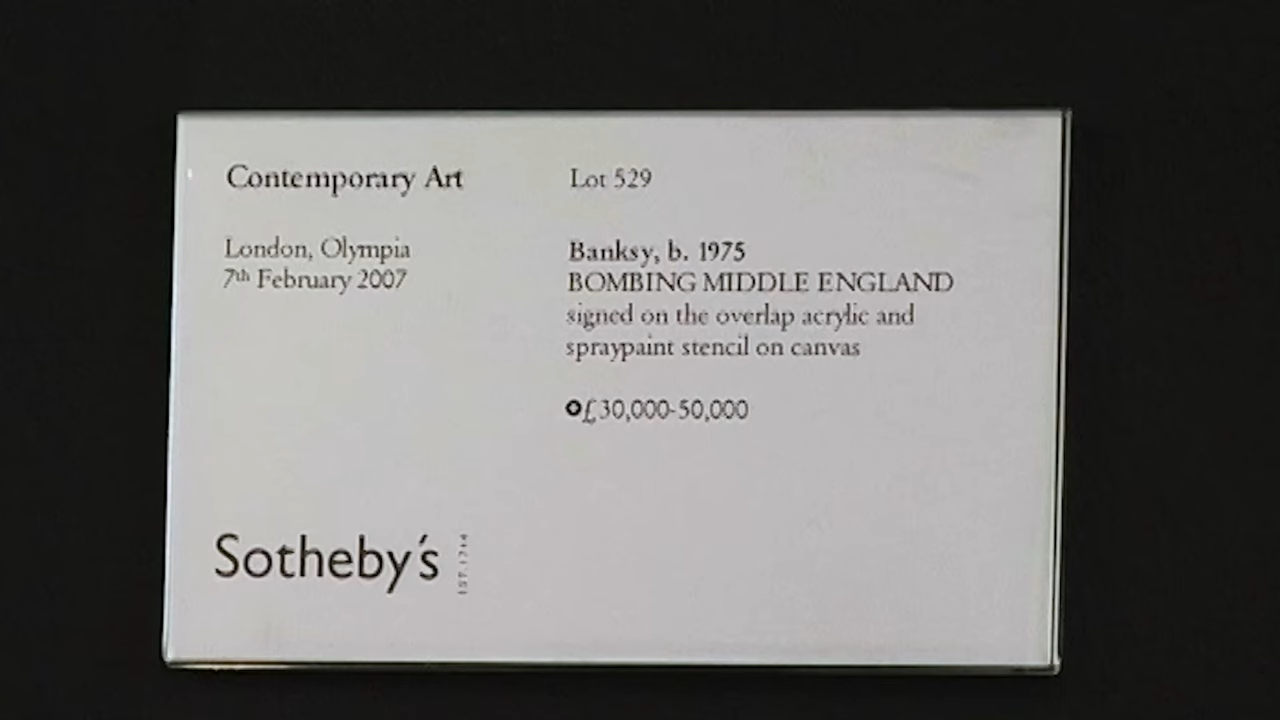 Contemporary Art
London, Olympia
7th February 2007
Lot 529
Banksy, b. 1975
BOMBING MIDDLE ENGLAND
signed on the overlap acrylic and
spraypaint stencil on canvas
£30,000-50,000
Sotheby's